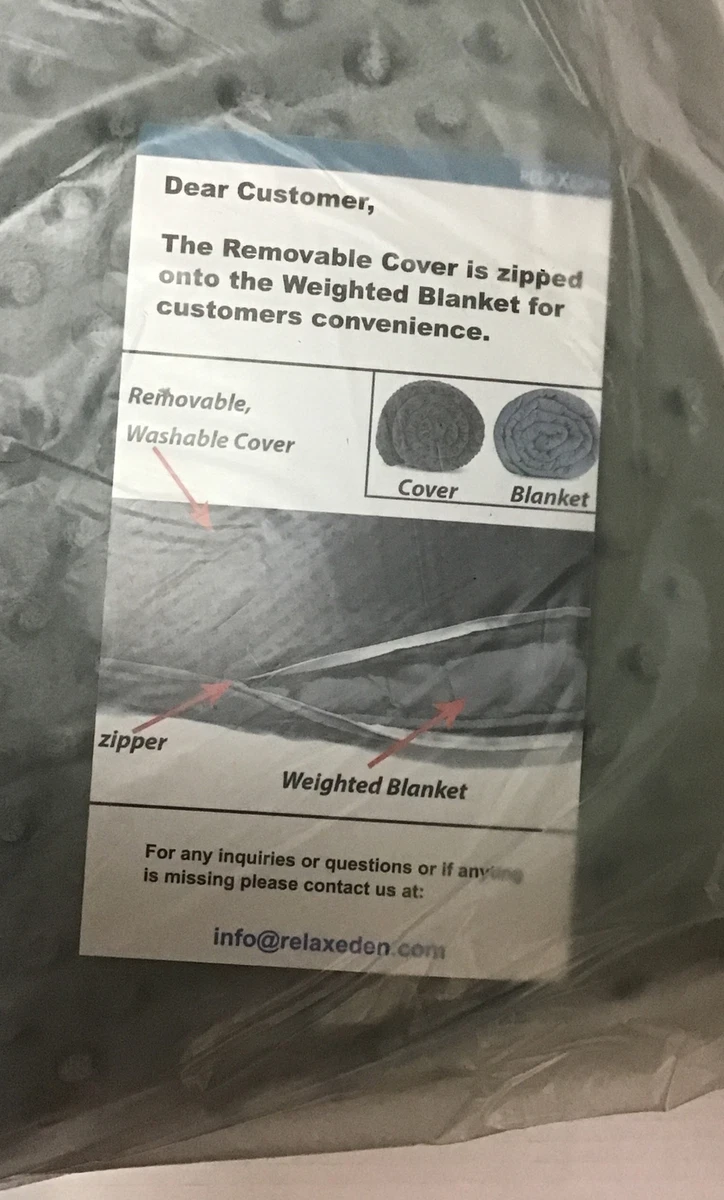 RELAXEDEN
Dear Customer,
The Removable Cover is zipped
onto the Weighted Blanket for
customers convenience.
Removable,
Washable Cover
Cover
Blanket
zipper
Weighted Blanket
For any inquiries or questions or if anything
is missing please contact us at:
info@relaxeden.com